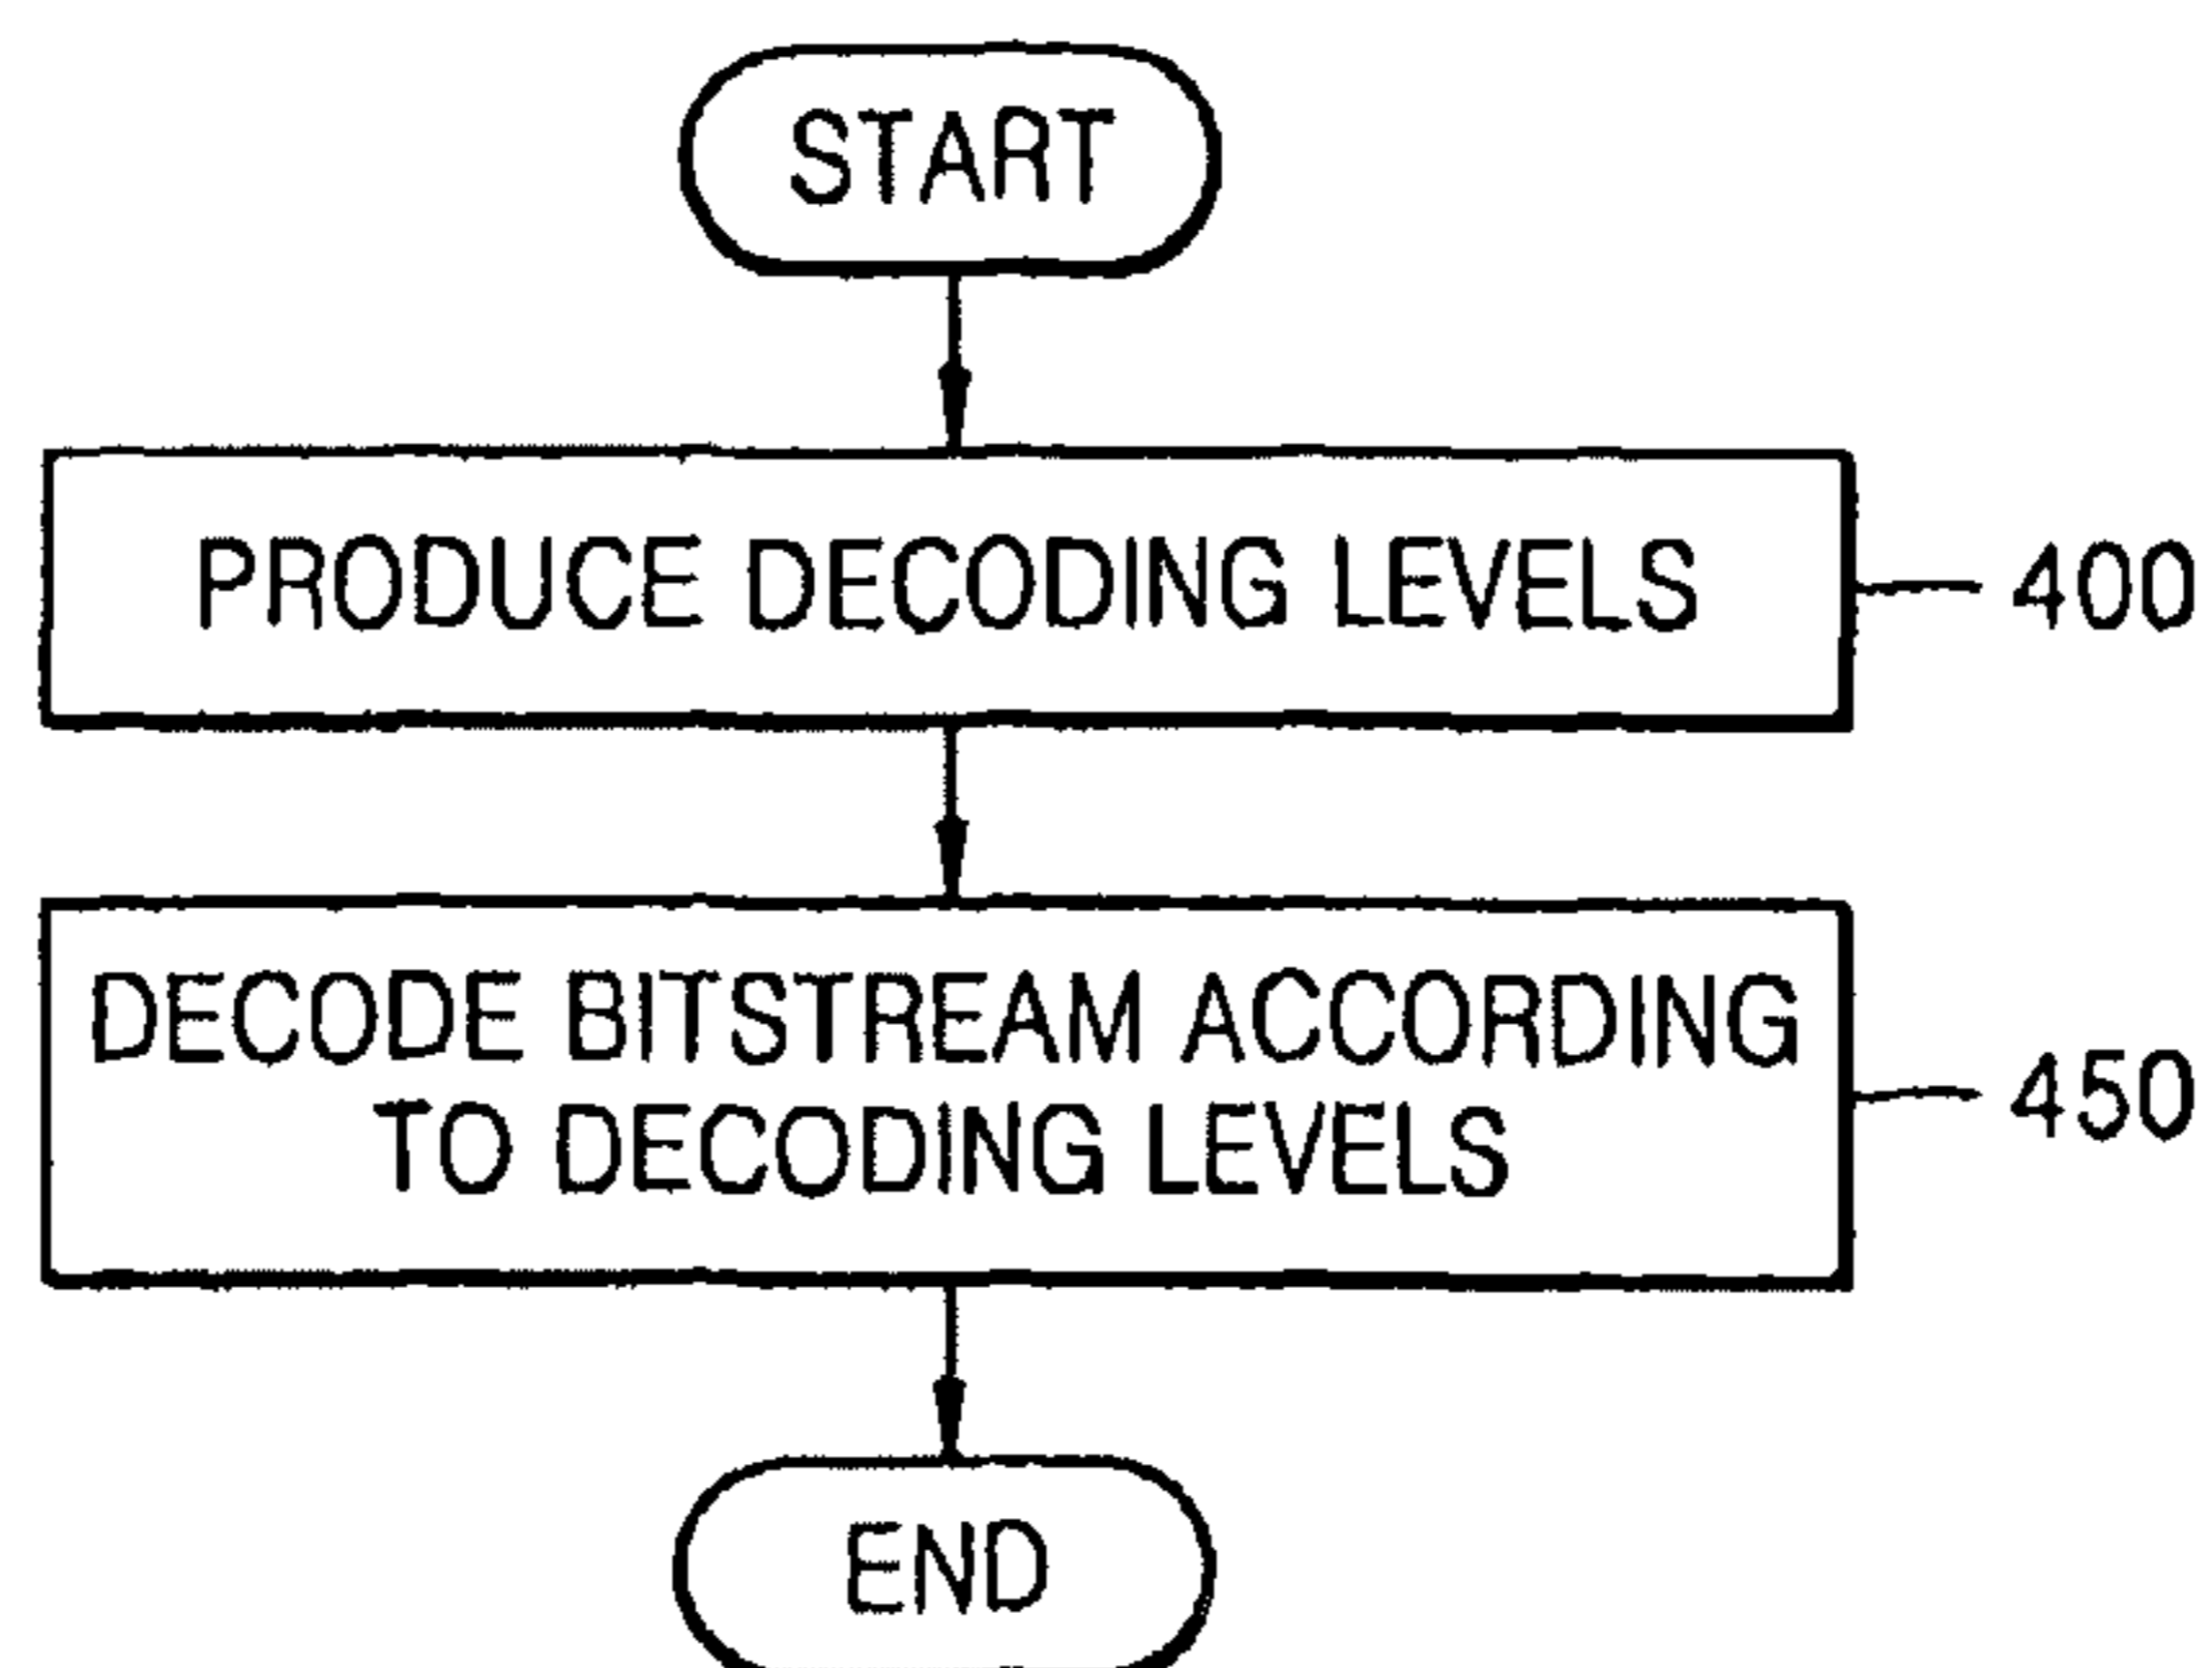 START
PRODUCE DECODING LEVELS
400
DECODE BITSTREAM ACCORDING
TO DECODING LEVELS
450
END